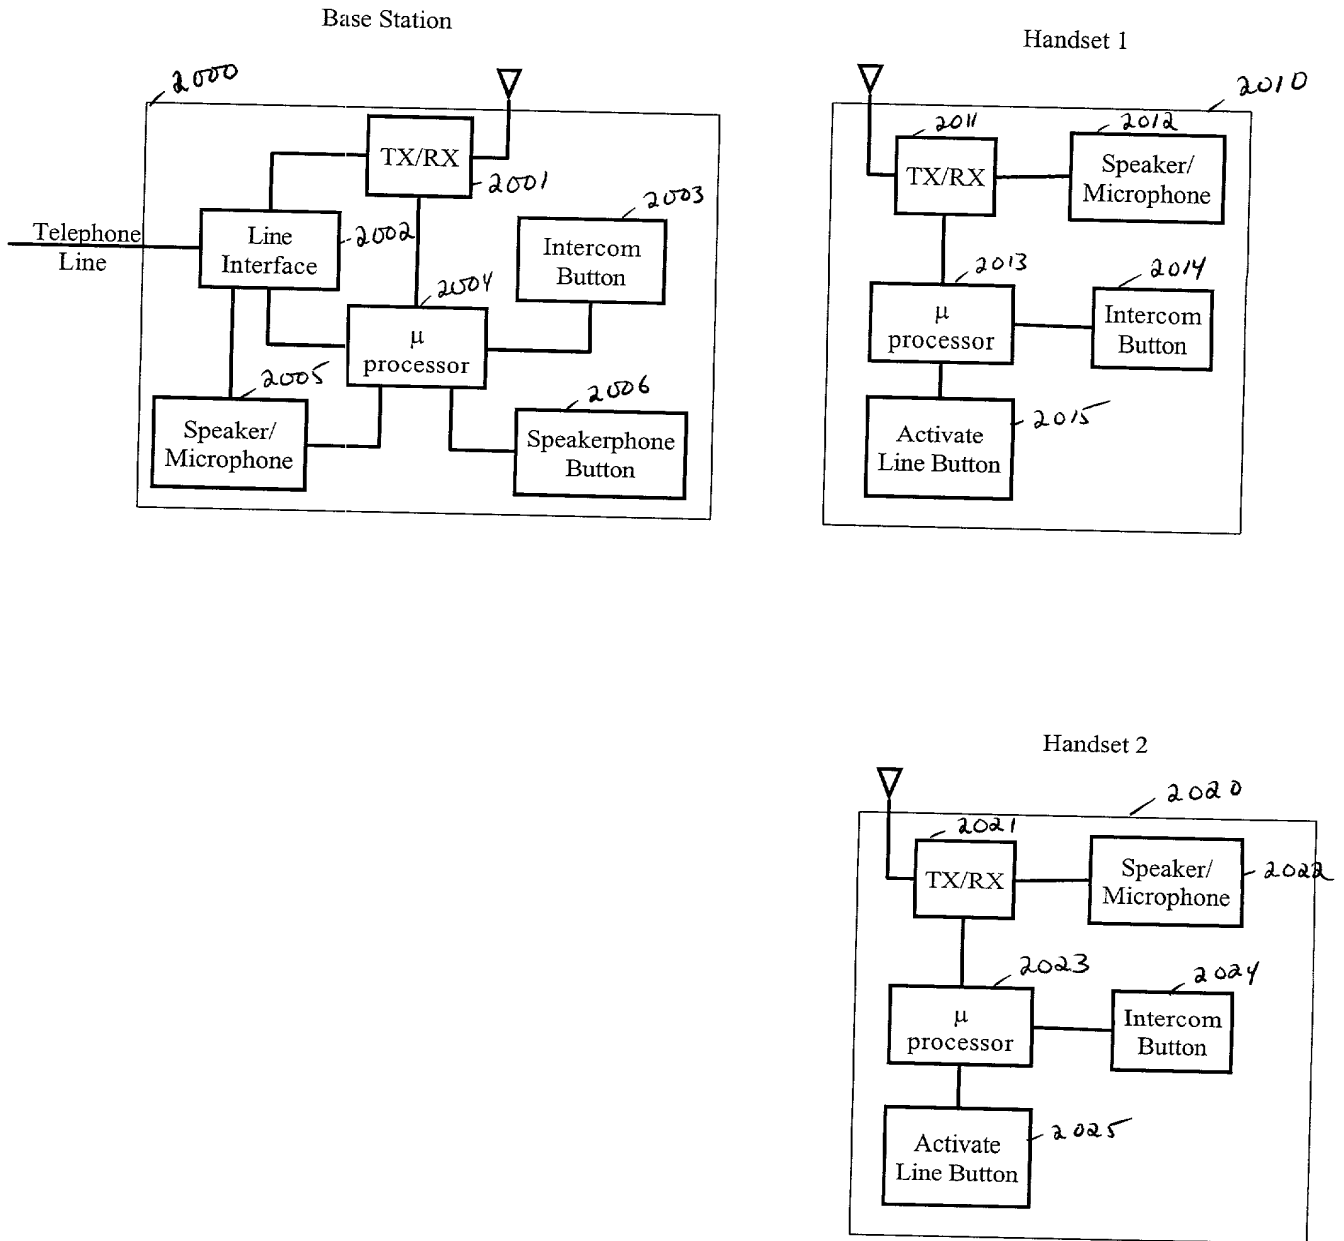 Base Station
2000
TX/RX
2001
2003
Telephone
Line
Line
Interface
2002
Intercom
Button
2004
μ
processor
2005
2006
Speaker/
Microphone
Speakerphone
Button
Handset 1
2010
2011
2012
TX/RX
Speaker/
Microphone
2013
2014
μ
processor
Intercom
Button
2015
Activate
Line Button
Handset 2
2020
2021
TX/RX
Speaker/
Microphone
2022
2023
2024
μ
processor
Intercom
Button
2025
Activate
Line Button